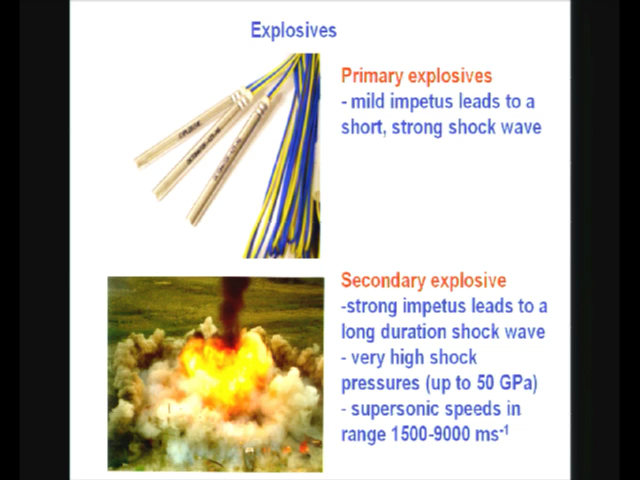 Explosives
Primary explosives
- mild impetus leads to a
short, strong shock wave
Secondary explosive
-strong impetus leads to a
long duration shock wave
- very high shock
pressures (up to 50 GPa)
- supersonic speeds in
range 1500-9000 ms⁻¹